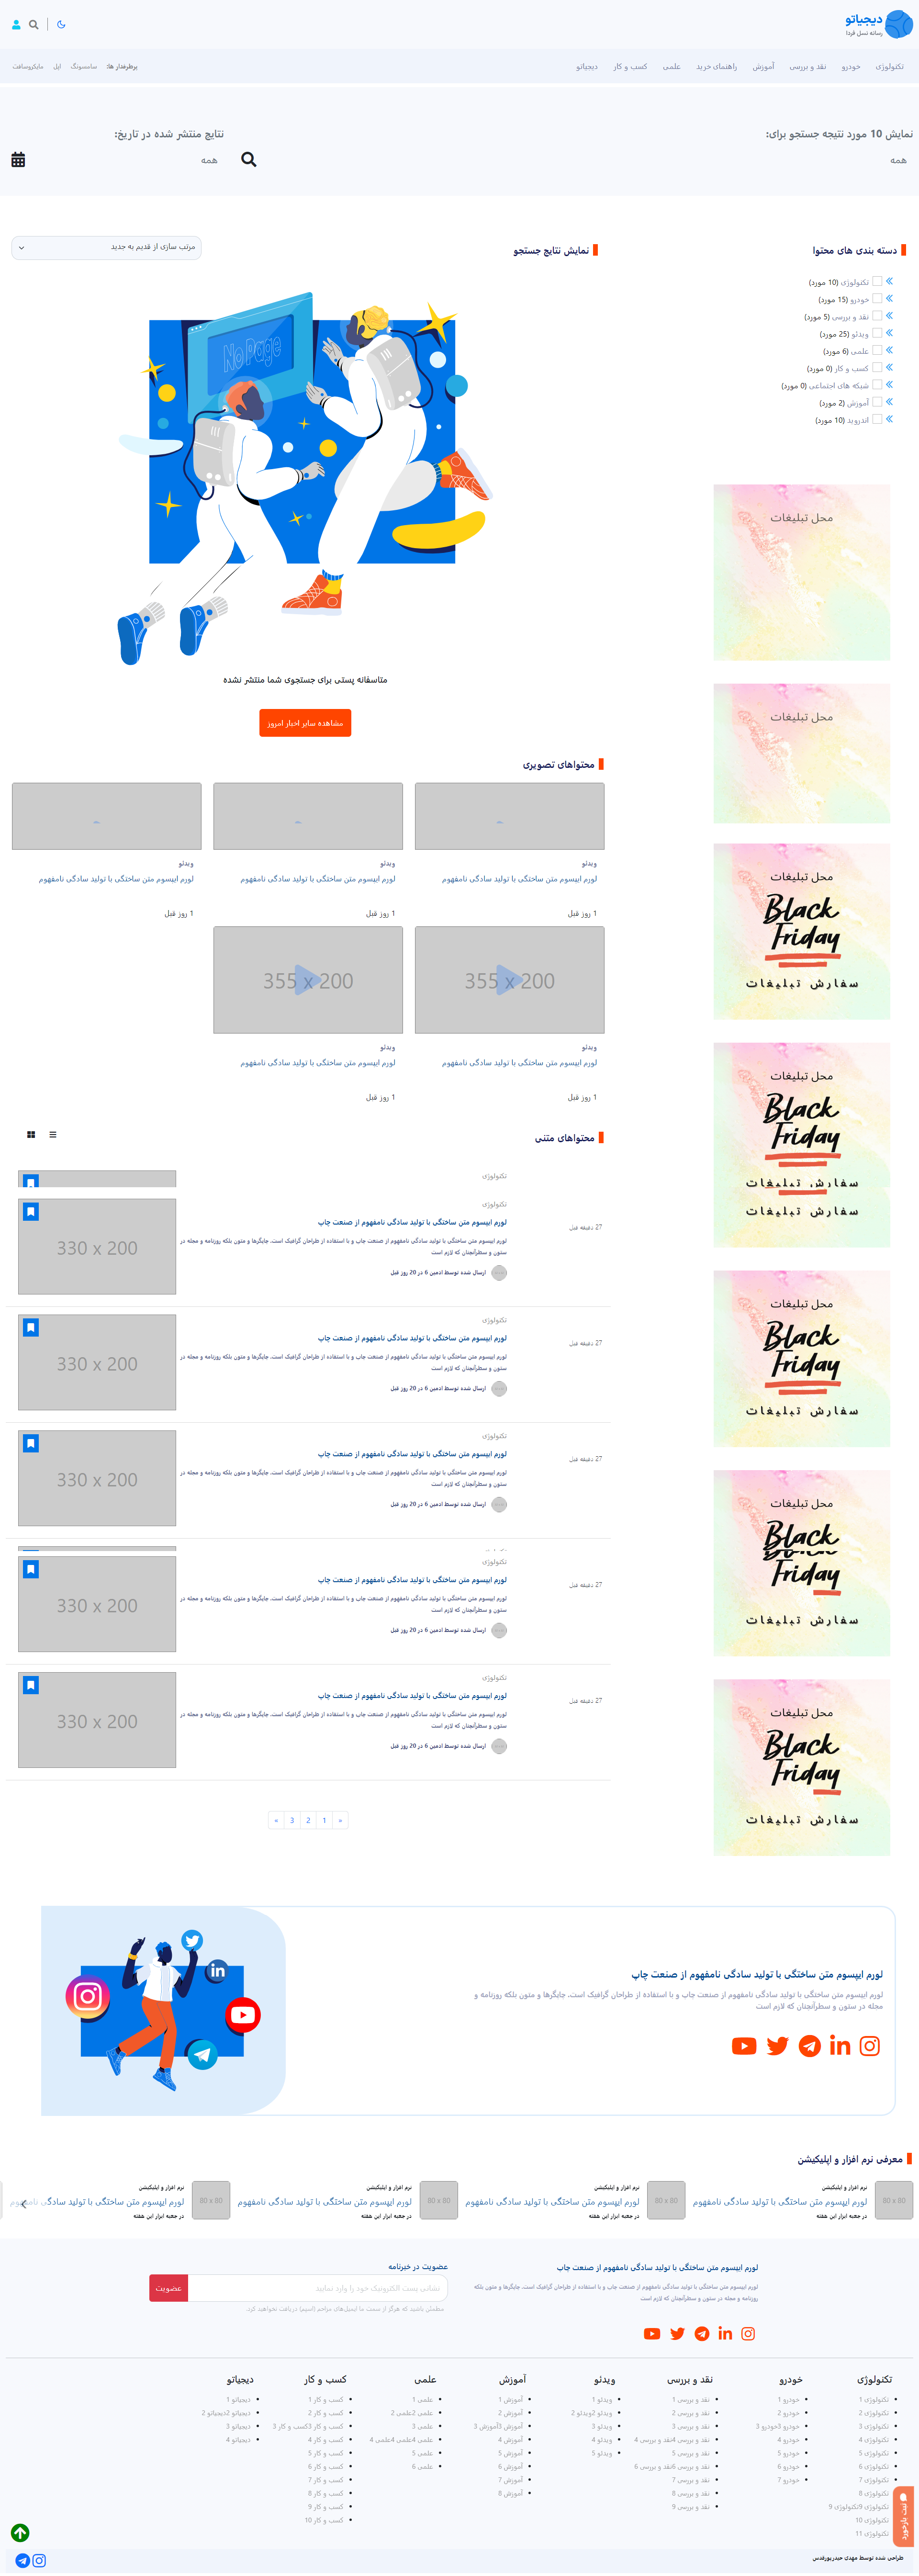 دیجیاتو
رسانه نسل فردا
تکنولوژی
خودرو
نقد و بررسی
آموزش
راهنمای خرید
علمی
کسب و کار
دیجیاتو
برطرفدار ها:
سامسونگ
اپل
مایکروسافت
نمایش 10 مورد نتیجه جستجو برای:
همه
نتایج منتشر شده در تاریخ:
همه
دسته بندی های محتوا
تکنولوژی (10 مورد)
خودرو (15 مورد)
نقد و بررسی (5 مورد)
ویدئو (25 مورد)
علمی (6 مورد)
کسب و کار (0 مورد)
شبکه های اجتماعی (0 مورد)
آموزش (2 مورد)
اندروید (10 مورد)
محل تبلیغات
محل تبلیغات
محل تبلیغات
Black
Friday
سفارش تبلیغات
محل تبلیغات
Black
Friday
سفارش تبلیغات
سفارش تبلیغات
محل تبلیغات
Black
Friday
سفارش تبلیغات
محل تبلیغات
Black
Friday
سفارش تبلیغات
محل تبلیغات
Black
Friday
سفارش تبلیغات
نمایش نتایج جستجو
مرتب سازی از قدیم به جدید
NoPage
متاسفانه پستی برای جستجوی شما منتشر نشده
مشاهده سایر اخبار امروز
محتواهای تصویری
ویدئو
لورم ایپسوم متن ساختگی با تولید سادگی نامفهوم
1 روز قبل
ویدئو
لورم ایپسوم متن ساختگی با تولید سادگی نامفهوم
1 روز قبل
ویدئو
لورم ایپسوم متن ساختگی با تولید سادگی نامفهوم
1 روز قبل
355 x 200
ویدئو
لورم ایپسوم متن ساختگی با تولید سادگی نامفهوم
1 روز قبل
355 x 200
ویدئو
لورم ایپسوم متن ساختگی با تولید سادگی نامفهوم
1 روز قبل
محتواهای متنی
تکنولوژی
تکنولوژی
27 دقیقه قبل
لورم ایپسوم متن ساختگی با تولید سادگی نامفهوم از صنعت چاپ
لورم ایپسوم متن ساختگی با تولید سادگی نامفهوم از صنعت چاپ و با استفاده از طراحان گرافیک است. چاپگرها و متون بلکه روزنامه و مجله در
ستون و سطرآنچنان که لازم است
ارسال شده توسط ادمین 6 در 20 روز قبل
330 x 200
تکنولوژی
27 دقیقه قبل
لورم ایپسوم متن ساختگی با تولید سادگی نامفهوم از صنعت چاپ
لورم ایپسوم متن ساختگی با تولید سادگی نامفهوم از صنعت چاپ و با استفاده از طراحان گرافیک است. چاپگرها و متون بلکه روزنامه و مجله در
ستون و سطرآنچنان که لازم است
ارسال شده توسط ادمین 6 در 20 روز قبل
330 x 200
تکنولوژی
27 دقیقه قبل
لورم ایپسوم متن ساختگی با تولید سادگی نامفهوم از صنعت چاپ
لورم ایپسوم متن ساختگی با تولید سادگی نامفهوم از صنعت چاپ و با استفاده از طراحان گرافیک است. چاپگرها و متون بلکه روزنامه و مجله در
ستون و سطرآنچنان که لازم است
ارسال شده توسط ادمین 6 در 20 روز قبل
330 x 200
تکنولوژی
27 دقیقه قبل
لورم ایپسوم متن ساختگی با تولید سادگی نامفهوم از صنعت چاپ
لورم ایپسوم متن ساختگی با تولید سادگی نامفهوم از صنعت چاپ و با استفاده از طراحان گرافیک است. چاپگرها و متون بلکه روزنامه و مجله در
ستون و سطرآنچنان که لازم است
ارسال شده توسط ادمین 6 در 20 روز قبل
330 x 200
تکنولوژی
27 دقیقه قبل
لورم ایپسوم متن ساختگی با تولید سادگی نامفهوم از صنعت چاپ
لورم ایپسوم متن ساختگی با تولید سادگی نامفهوم از صنعت چاپ و با استفاده از طراحان گرافیک است. چاپگرها و متون بلکه روزنامه و مجله در
ستون و سطرآنچنان که لازم است
ارسال شده توسط ادمین 6 در 20 روز قبل
330 x 200
« 1 2 3 »
لورم ایپسوم متن ساختگی با تولید سادگی نامفهوم از صنعت چاپ
لورم ایپسوم متن ساختگی با تولید سادگی نامفهوم از صنعت چاپ و با استفاده از طراحان گرافیک است. چاپگرها و متون بلکه روزنامه و
مجله در ستون و سطرآنچنان که لازم است
معرفی نرم افزار و اپلیکیشن
80 x 80
نرم افزار و اپلیکیشن
لورم ایپسوم متن ساختگی با تولید سادگی نامفهوم
در جعبه ابزار این هفته
80 x 80
نرم افزار و اپلیکیشن
لورم ایپسوم متن ساختگی با تولید سادگی نامفهوم
در جعبه ابزار این هفته
80 x 80
نرم افزار و اپلیکیشن
لورم ایپسوم متن ساختگی با تولید سادگی نامفهوم
در جعبه ابزار این هفته
80 x 80
نرم افزار و اپلیکیشن
لورم ایپسوم متن ساختگی با تولید سادگی نامفهوم
در جعبه ابزار این هفته
لورم ایپسوم متن ساختگی با تولید سادگی نامفهوم از صنعت چاپ
لورم ایپسوم متن ساختگی با تولید سادگی نامفهوم از صنعت چاپ و با استفاده از طراحان گرافیک است. چاپگرها و متون بلکه
روزنامه و مجله در ستون و سطرآنچنان که لازم است
عضویت در خبرنامه
نشانی پست الکترونیک خود را وارد نمایید
عضویت
مطمئن باشید که هرگز از سمت ما ایمیل‌های مزاحم (اسپم) دریافت نخواهید کرد.
تکنولوژی
تکنولوژی 1
تکنولوژی 2
تکنولوژی 3
تکنولوژی 4
تکنولوژی 5
تکنولوژی 6
تکنولوژی 7
تکنولوژی 8
تکنولوژی 9تکنولوژی 9
تکنولوژی 10
تکنولوژی 11
خودرو
خودرو 1
خودرو 2
خودرو 3خودرو 3
خودرو 4
خودرو 5
خودرو 6
خودرو 7
نقد و بررسی
نقد و بررسی 1
نقد و بررسی 2
نقد و بررسی 3
نقد و بررسی 4نقد و بررسی 4
نقد و بررسی 5
نقد و بررسی 6نقد و بررسی 6
نقد و بررسی 7
نقد و بررسی 8
نقد و بررسی 9
ویدئو
ویدئو 1
ویدئو 2ویدئو 2
ویدئو 3
ویدئو 4
ویدئو 5
آموزش
آموزش 1
آموزش 2
آموزش 3آموزش 3
آموزش 4
آموزش 5
آموزش 6
آموزش 7
آموزش 8
علمی
علمی 1
علمی 2علمی 2
علمی 3
علمی 4علمی 4علمی 4
علمی 5
علمی 6
کسب و کار
کسب و کار 1
کسب و کار 2
کسب و کار 3کسب و کار 3
کسب و کار 4
کسب و کار 5
کسب و کار 6
کسب و کار 7
کسب و کار 8
کسب و کار 9
کسب و کار 10
دیجیاتو
دیجیاتو 1
دیجیاتو 2دیجیاتو 2
دیجیاتو 3
دیجیاتو 4
ثبت بازخورد
طراحی شده توسط مهدی حیدرپورقدس